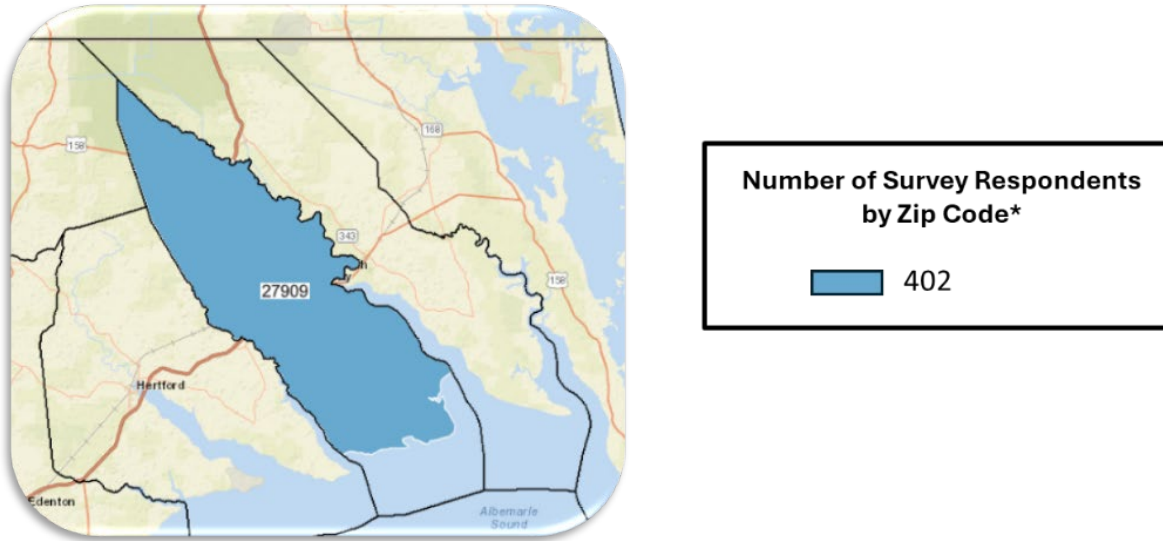 168
158
343
27909
158
Hertford
Edenton
Albemarle
Sound
Number of Survey Respondents
by Zip Code*
402